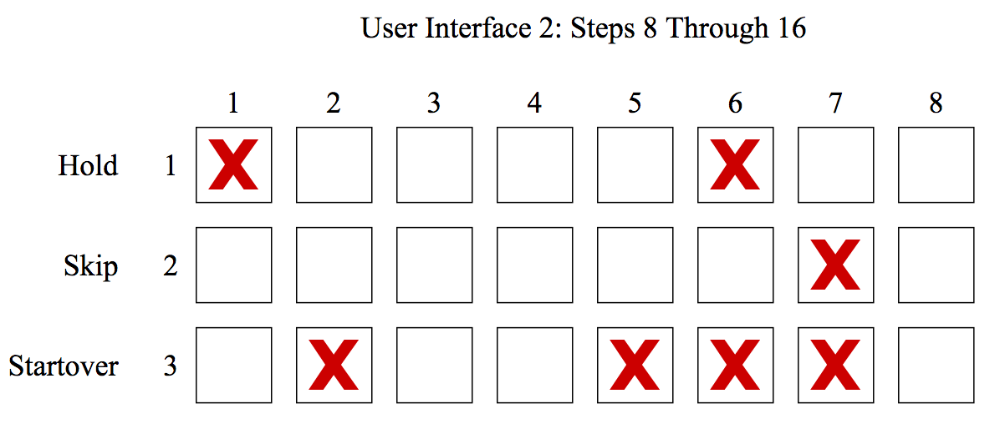 User Interface 2: Steps 8 Through 16
1 2 3 4 5 6 7 8
Hold 1 X X
Skip 2 X
Startover 3 X X X X